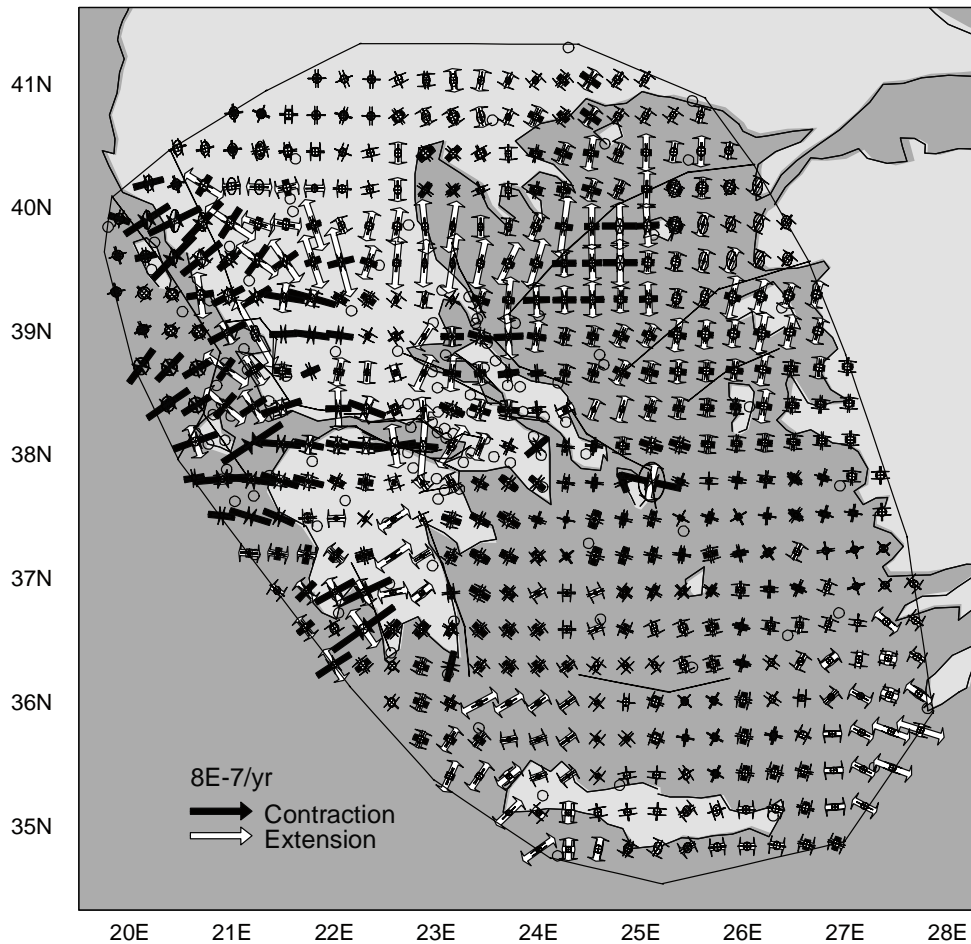 41N
40N
39N
38N
37N
36N
35N
8E-7/yr
Contraction
Extension
20E 21E 22E 23E 24E 25E 26E 27E 28E